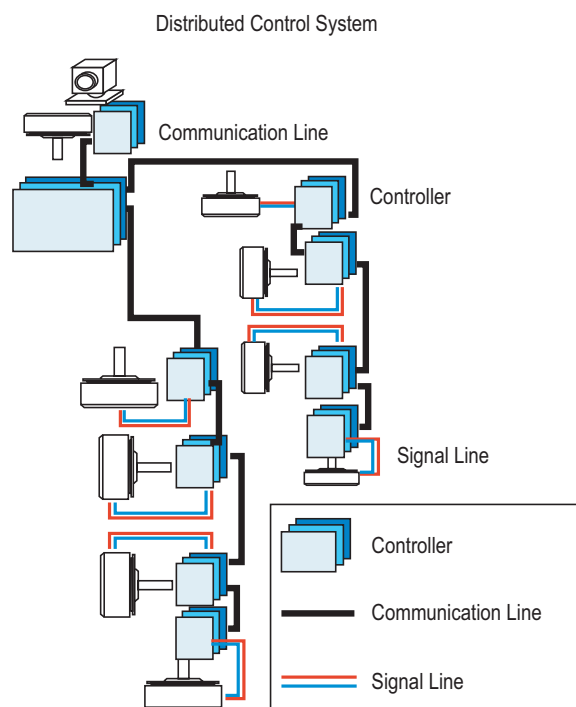 Distributed Control System
Communication Line
Controller
Signal Line
Controller
Communication Line
Signal Line